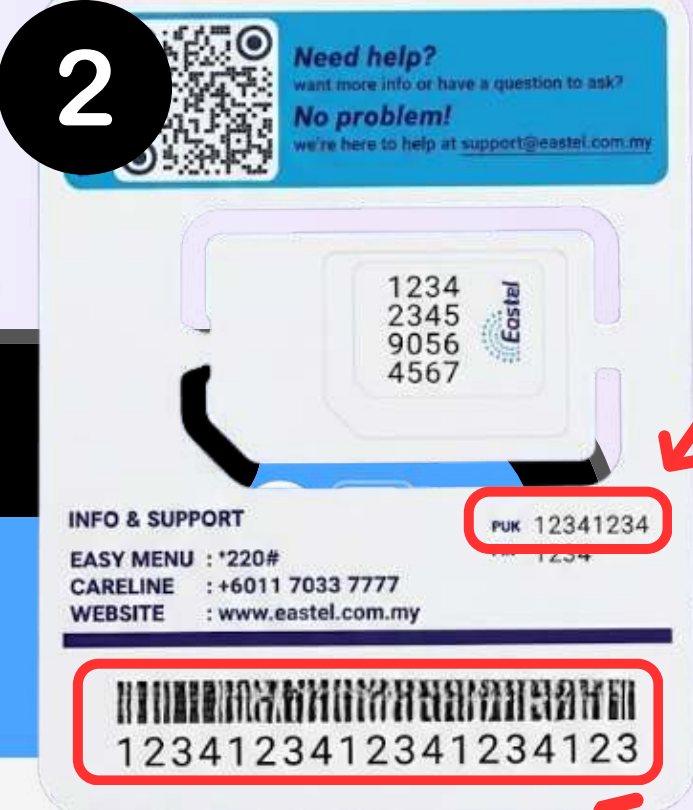 2
Need help?
want more info or have a question to ask?
No problem!
we're here to help at support@eastel.com.my
1234
2345
9056
4567
Eastel
INFO & SUPPORT
PUK 12341234
1234
EASY MENU : *220#
CARELINE : +6011 7033 7777
WEBSITE : www.eastel.com.my
1234123412341234123